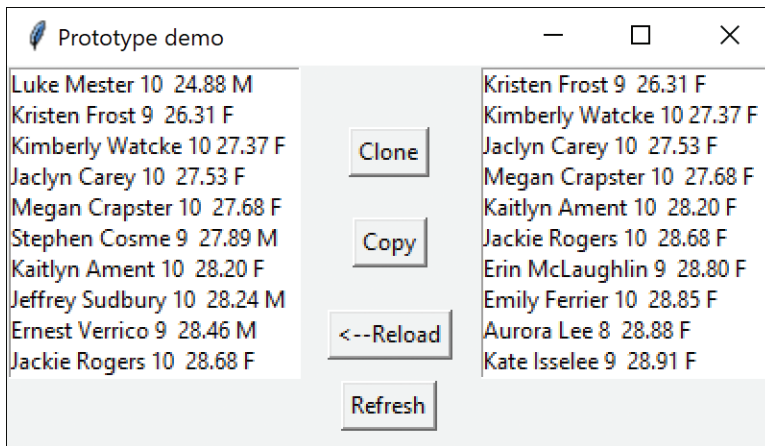 Prototype demo
Luke Mester 10  24.88 M
Kristen Frost 9  26.31 F
Kimberly Watcke 10 27.37 F
Jaclyn Carey 10  27.53 F
Megan Crapster 10  27.68 F
Stephen Cosme 9  27.89 M
Kaitlyn Ament 10  28.20 F
Jeffrey Sudbury 10  28.24 M
Ernest Verrico 9  28.46 M
Jackie Rogers 10  28.68 F
Clone
Copy
<--Reload
Refresh
Kristen Frost 9  26.31 F
Kimberly Watcke 10 27.37 F
Jaclyn Carey 10  27.53 F
Megan Crapster 10  27.68 F
Kaitlyn Ament 10  28.20 F
Jackie Rogers 10  28.68 F
Erin McLaughlin 9  28.80 F
Emily Ferrier 10  28.85 F
Aurora Lee 8  28.88 F
Kate Isselee 9  28.91 F